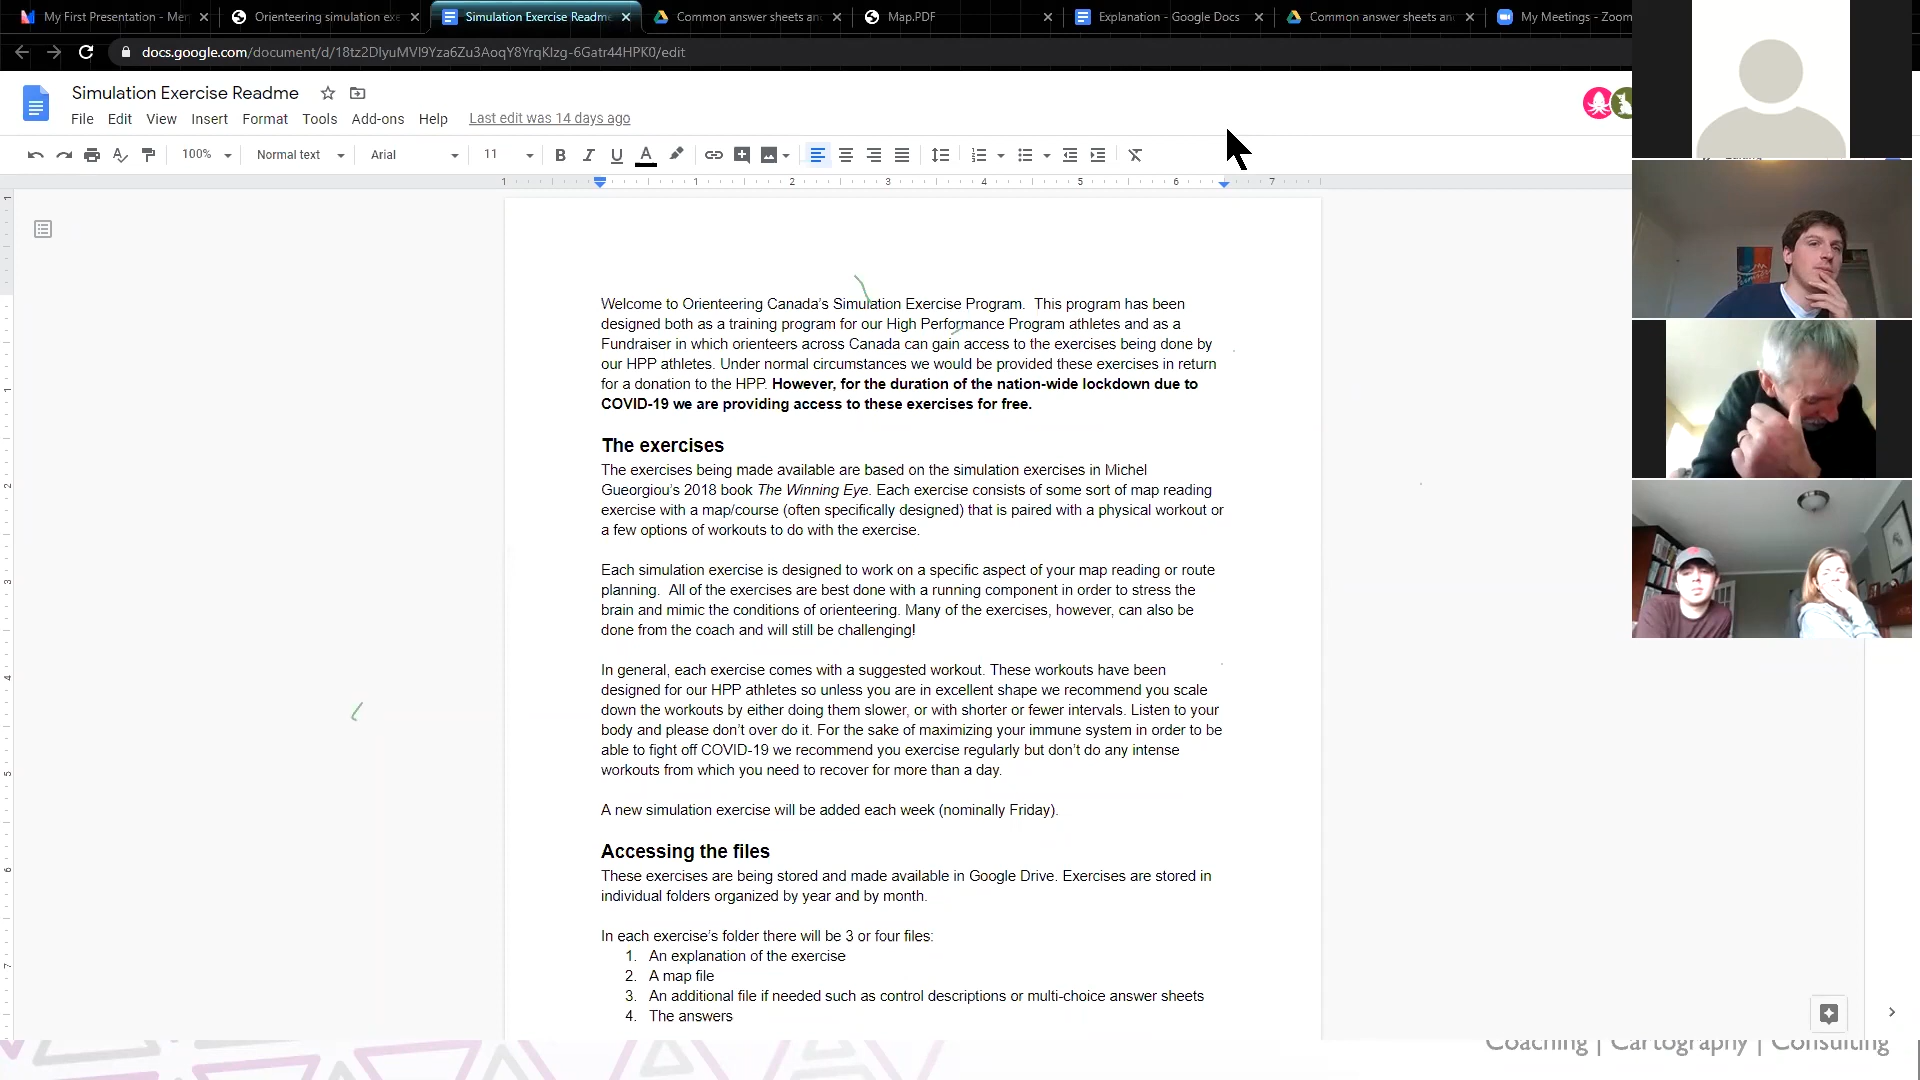 My First Presentation - Men
Orienteering simulation exe
Simulation Exercise Readme
Common answer sheets an
Map.PDF
Explanation - Google Docs
Common answer sheets an
My Meetings - Zoom
docs.google.com/document/d/18tz2DIyuMVl9Yza6Zu3AoqY8YrqKIzg-6Gatr44HPK0/edit
Simulation Exercise Readme
File Edit View Insert Format Tools Add-ons Help Last edit was 14 days ago
100% Normal text Arial 11 B I U A
1 1 2 3 4 5 6 7
Welcome to Orienteering Canada’s Simulation Exercise Program.  This program has been
designed both as a training program for our High Performance Program athletes and as a
Fundraiser in which orienteers across Canada can gain access to the exercises being done by
our HPP athletes. Under normal circumstances we would be provided these exercises in return
for a donation to the HPP. However, for the duration of the nation-wide lockdown due to
COVID-19 we are providing access to these exercises for free.
The exercises
The exercises being made available are based on the simulation exercises in Michel
Gueorgiou’s 2018 book The Winning Eye. Each exercise consists of some sort of map reading
exercise with a map/course (often specifically designed) that is paired with a physical workout or
a few options of workouts to do with the exercise.
Each simulation exercise is designed to work on a specific aspect of your map reading or route
planning.  All of the exercises are best done with a running component in order to stress the
brain and mimic the conditions of orienteering. Many of the exercises, however, can also be
done from the coach and will still be challenging!
In general, each exercise comes with a suggested workout. These workouts have been
designed for our HPP athletes so unless you are in excellent shape we recommend you scale
down the workouts by either doing them slower, or with shorter or fewer intervals. Listen to your
body and please don’t over do it. For the sake of maximizing your immune system in order to be
able to fight off COVID-19 we recommend you exercise regularly but don’t do any intense
workouts from which you need to recover for more than a day.
A new simulation exercise will be added each week (nominally Friday).
Accessing the files
These exercises are being stored and made available in Google Drive. Exercises are stored in
individual folders organized by year and by month.
In each exercise’s folder there will be 3 or four files:
1. An explanation of the exercise
2. A map file
3. An additional file if needed such as control descriptions or multi-choice answer sheets
4. The answers
Coaching | Cartography | Consulting